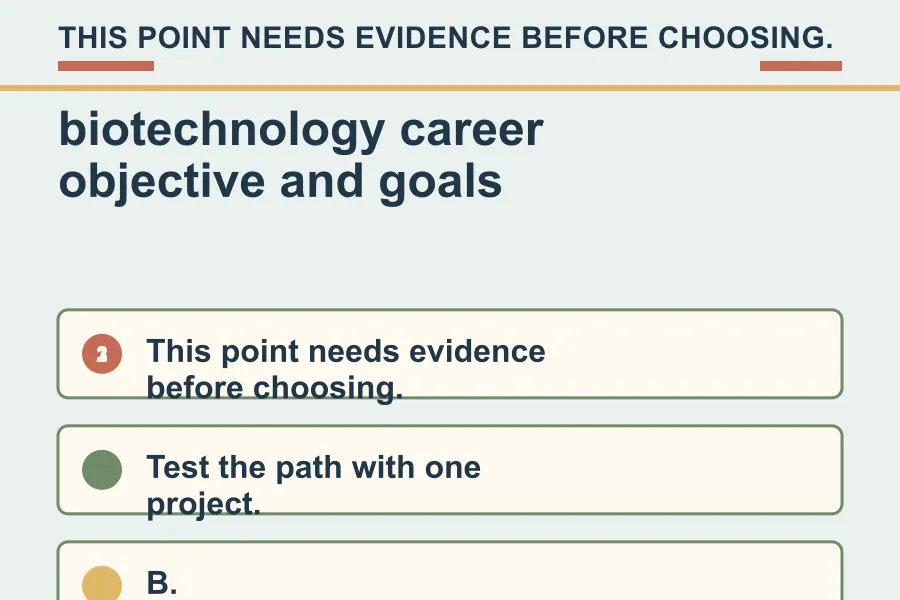 THIS POINT NEEDS EVIDENCE BEFORE CHOOSING.
biotechnology career
objective and goals
This point needs evidence
before choosing.
Test the path with one
project.
B.